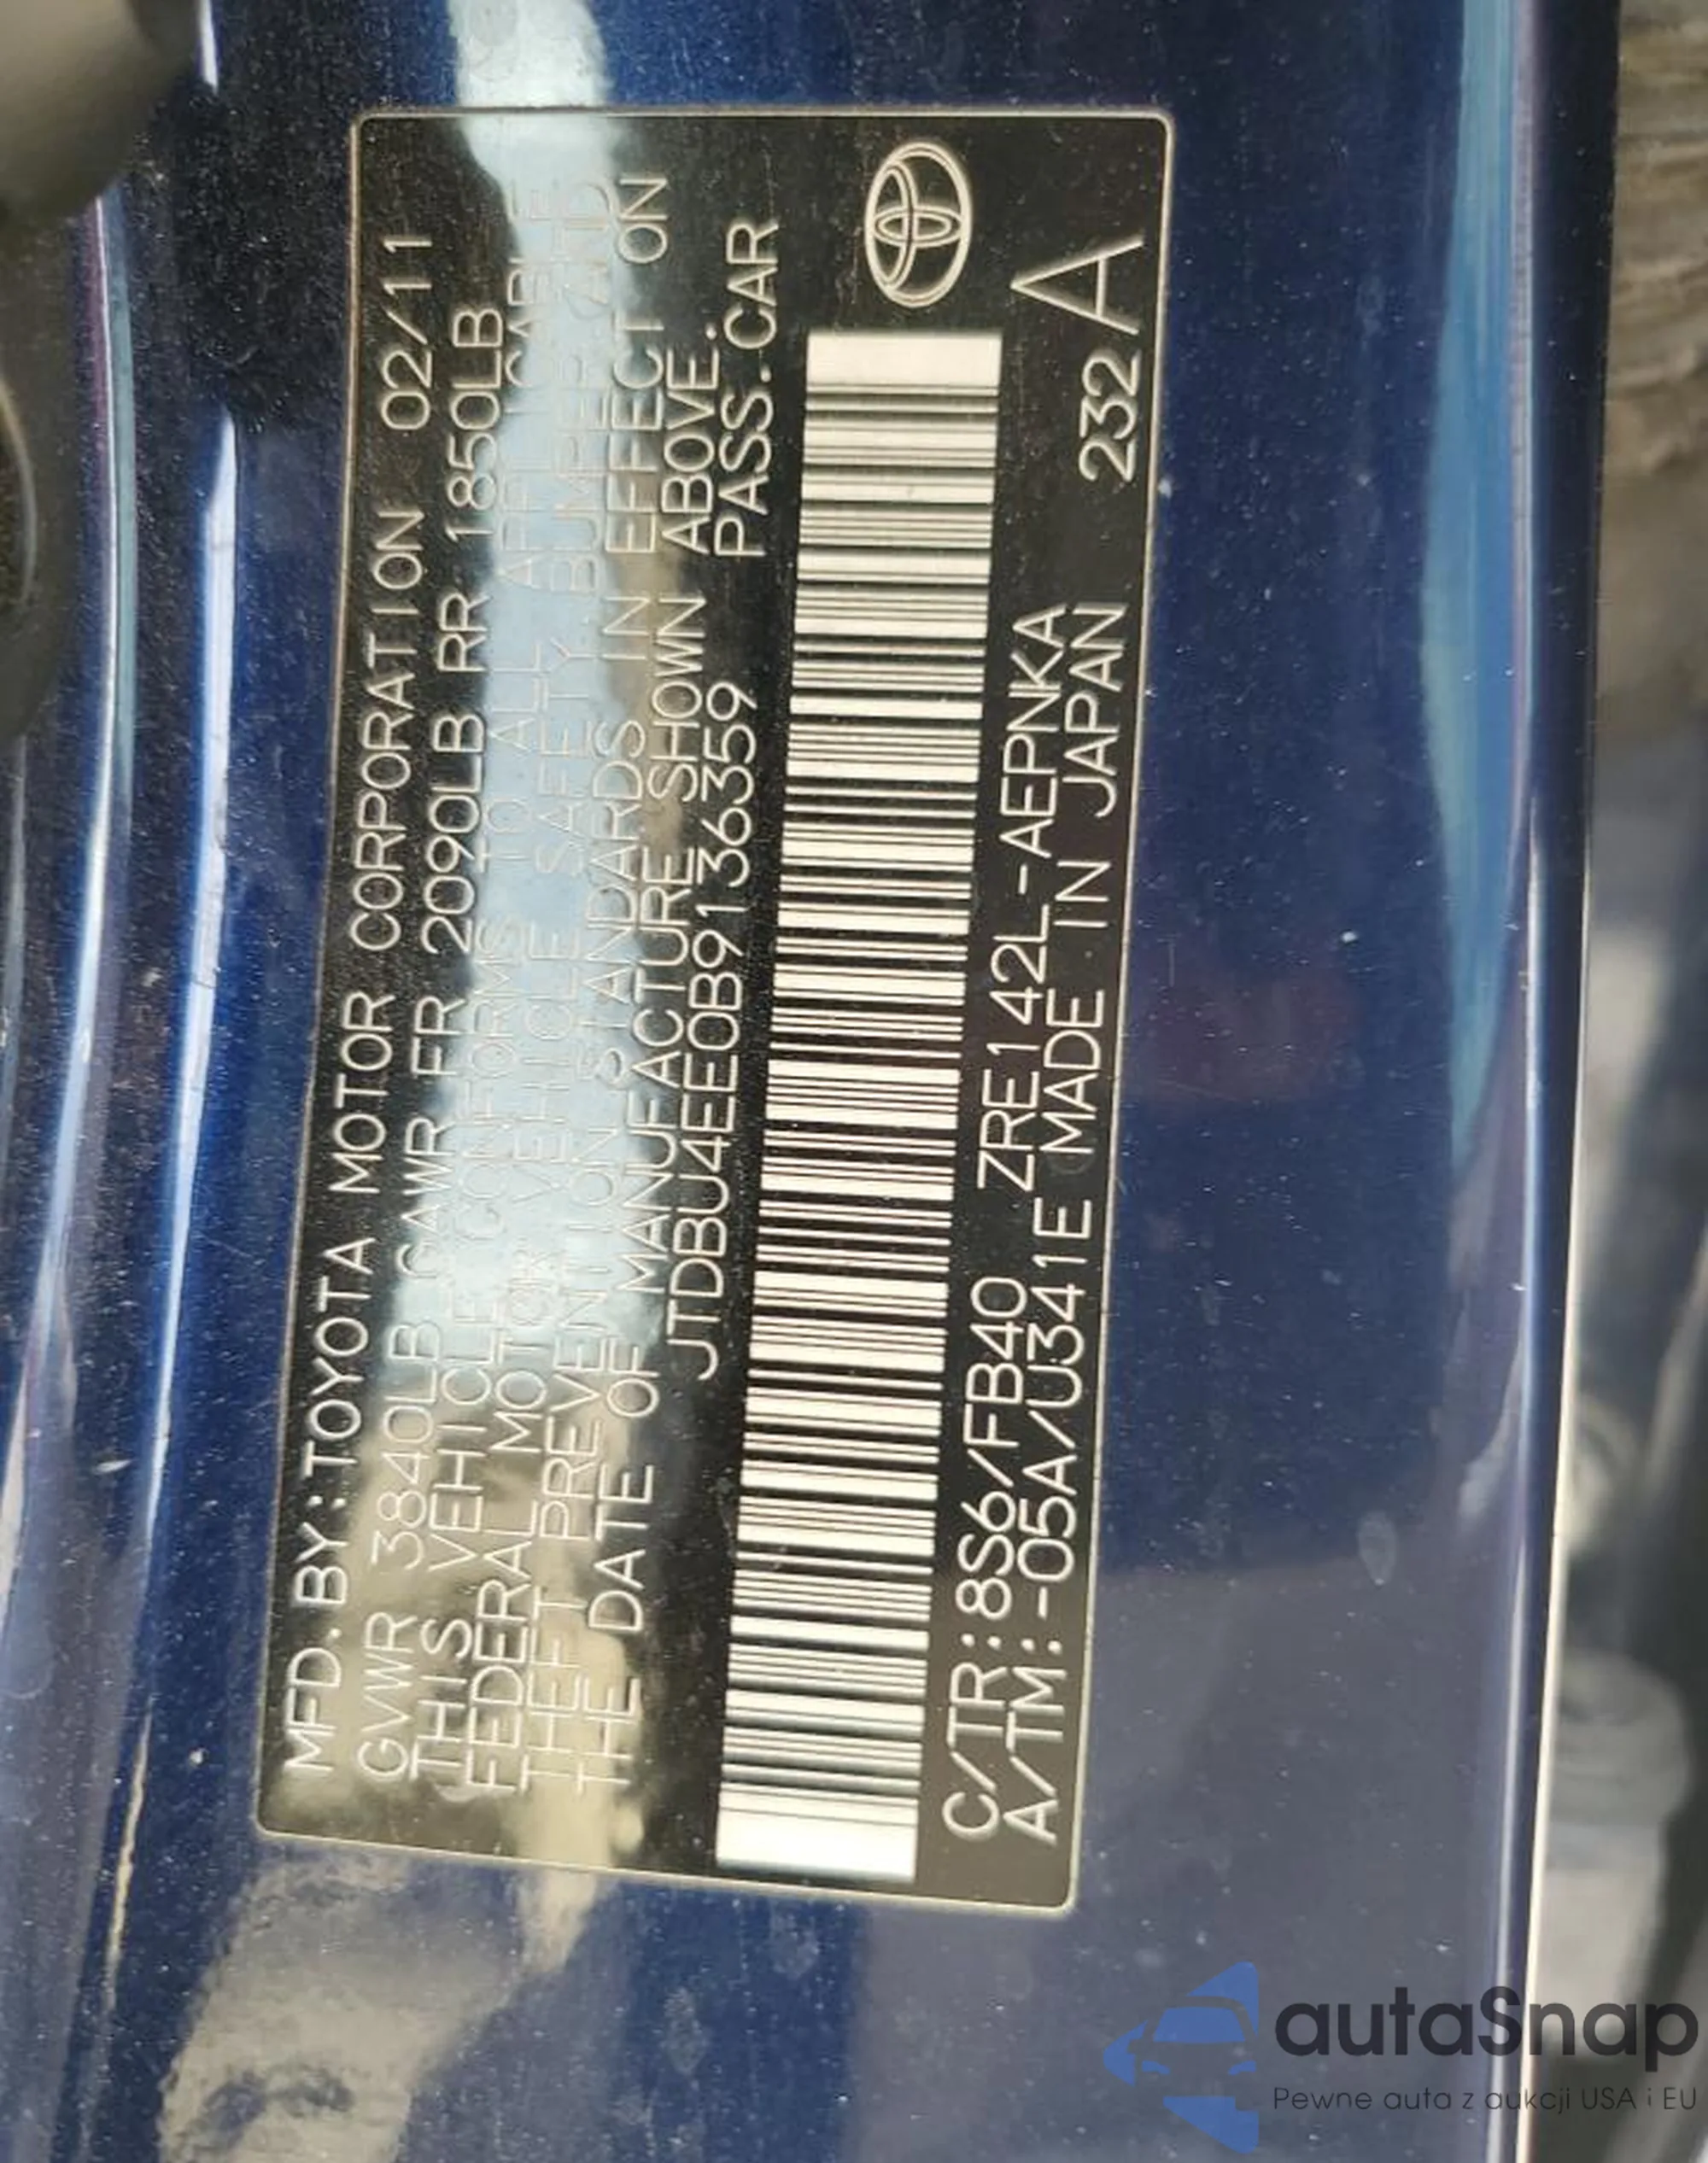 MFD.BY:TOYOTA MOTOR CORPORATION 02/11
GVWR 3840LB GAWR FR 2090LB RR 1850LB
THIS VEHICLE CONFORMS TO ALL APPLICABLE
FEDERAL MOTOR VEHICLE SAFETY, BUMPER AND
THEFT PREVENTION STANDARDS IN EFFECT ON
THE DATE OF MANUFACTURE SHOWN ABOVE.
JTDBU4EE0B9136359 PASS.CAR
C/TR:8S6/FB40 ZRE142L-AEPNKA
A/TM:-05A/U341E MADE IN JAPAN 232 A
autaSnap
Pewne auta z aukcji USA i EU